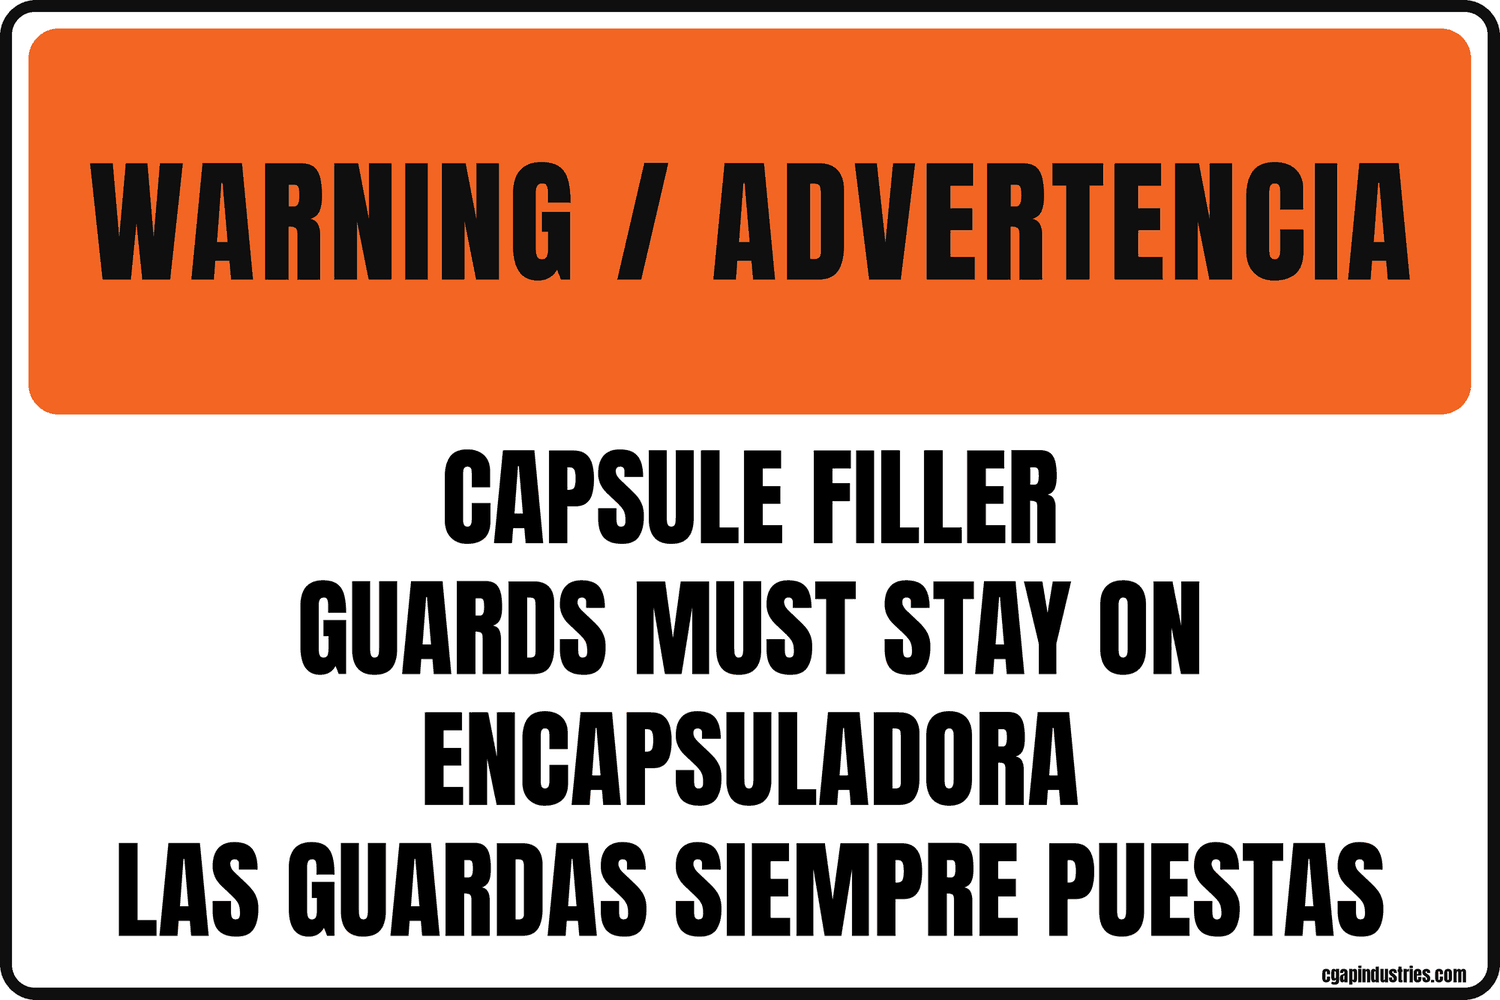 WARNING / ADVERTENCIA
CAPSULE FILLER
GUARDS MUST STAY ON
ENCAPSULADORA
LAS GUARDAS SIEMPRE PUESTAS
cgapindustries.com